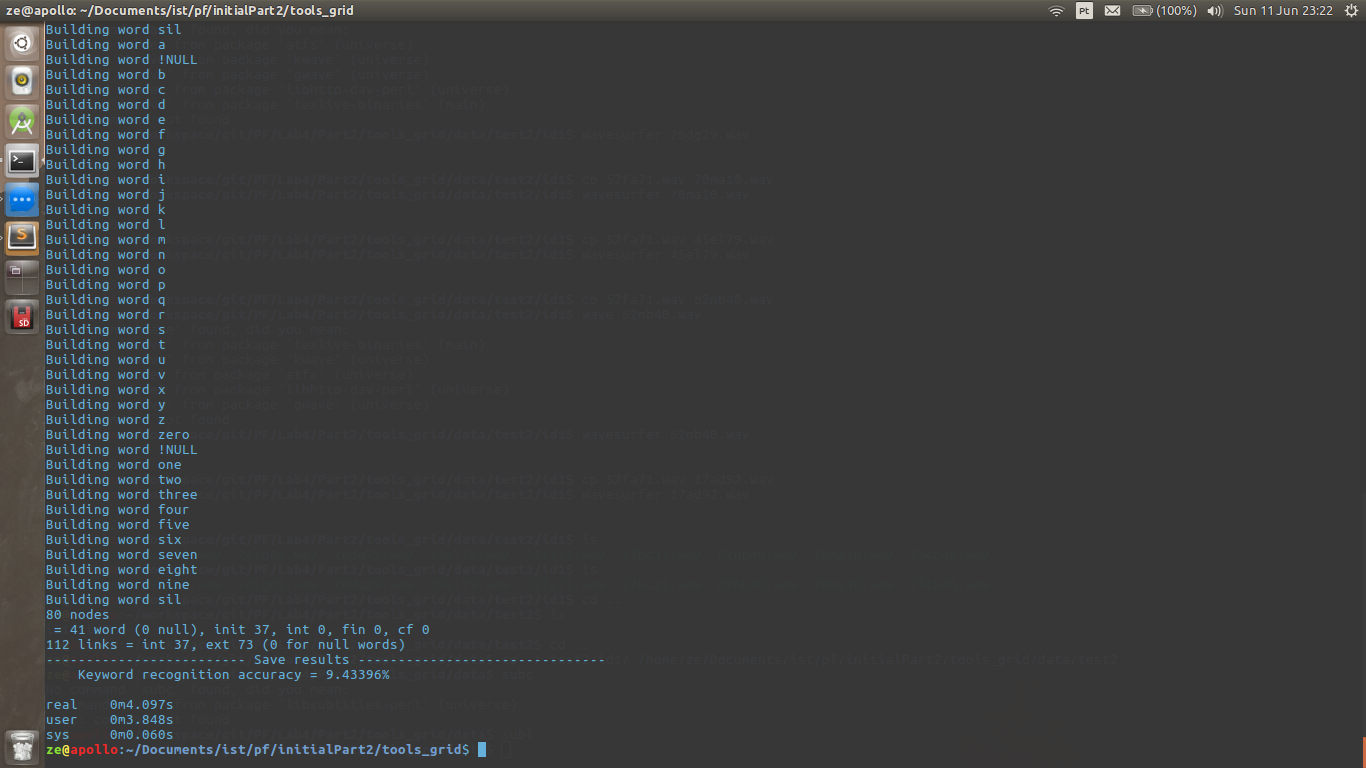 ze@apollo: ~/Documents/ist/pf/initialPart2/tools_grid Pt (100%) Sun 11 Jun 23:22
Building word sil
Building word a
Building word !NULL
Building word b
Building word c
Building word d
Building word e
Building word f
Building word g
Building word h
Building word i
Building word j
Building word k
Building word l
Building word m
Building word n
Building word o
Building word p
Building word q
Building word r
Building word s
Building word t
Building word u
Building word v
Building word x
Building word y
Building word z
Building word zero
Building word !NULL
Building word one
Building word two
Building word three
Building word four
Building word five
Building word six
Building word seven
Building word eight
Building word nine
Building word sil
80 nodes
 = 41 word (0 null), init 37, int 0, fin 0, cf 0
112 links = int 37, ext 73 (0 for null words)
------------------------- Save results -------------------------------
    Keyword recognition accuracy = 9.43396%
real    0m4.097s
user    0m3.848s
sys     0m0.060s
ze@apollo:~/Documents/ist/pf/initialPart2/tools_grid$
S
SD